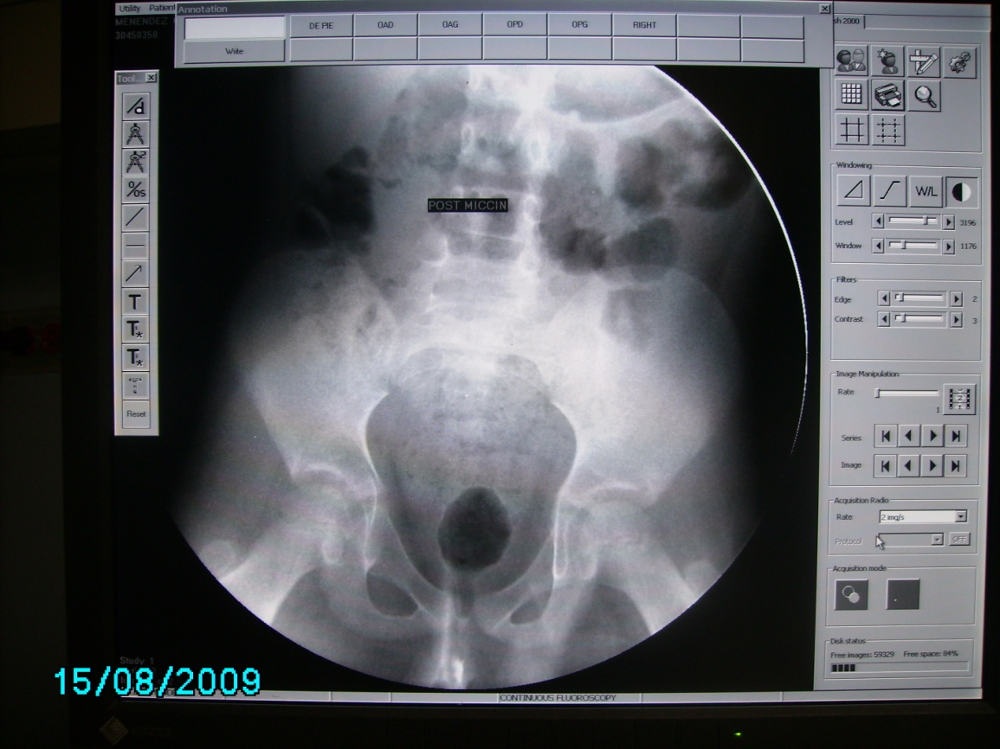 Utility Patient
Annotation
MENENDEZ
30450358
DE PIE OAD OAG OPD OPG RIGHT
Write
sh 2000
Tool...
POST MICCIN
Windowing
W/L
Level 3196
Window 1176
Filters
Edge 2
Contrast 3
Image Manipulation
Rate
1
2
Series
Image
Acquisition Radio
Rate 2 img/s
Protocol OFF
Acquisition mode
Disk status
Free images: 59329 Free space: 84%
T
T*
T*
T
Reset
Study 1
15/08/2009
CONTINUOUS FLUOROSCOPY